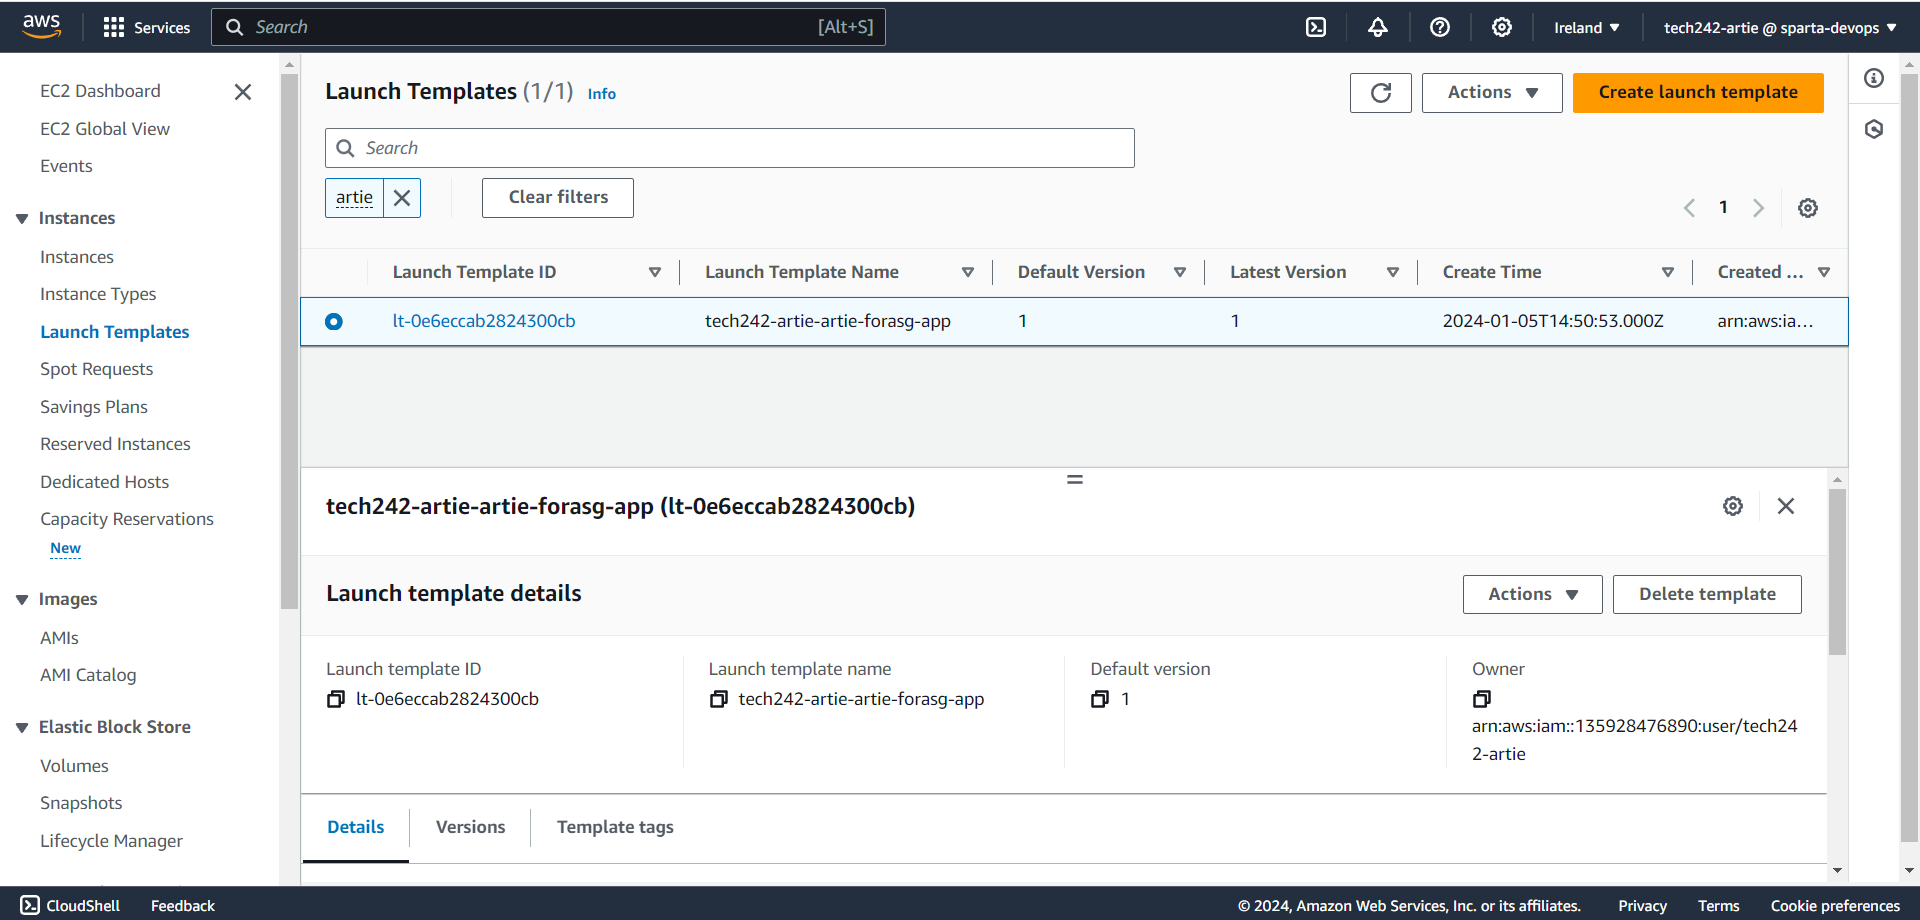 aws
Services
Search
[Alt+S]
Ireland
tech242-artie @ sparta-devops
EC2 Dashboard
EC2 Global View
Events
Instances
Instances
Instance Types
Launch Templates
Spot Requests
Savings Plans
Reserved Instances
Dedicated Hosts
Capacity Reservations
New
Images
AMIs
AMI Catalog
Elastic Block Store
Volumes
Snapshots
Lifecycle Manager
Launch Templates (1/1) Info
Actions
Create launch template
Search
artie
Clear filters
1
Launch Template ID Launch Template Name Default Version Latest Version Create Time Created ...
lt-0e6eccab2824300cb tech242-artie-artie-forasg-app 1 1 2024-01-05T14:50:53.000Z arn:aws:ia...
tech242-artie-artie-forasg-app (lt-0e6eccab2824300cb)
Launch template details
Actions
Delete template
Launch template ID
lt-0e6eccab2824300cb
Launch template name
tech242-artie-artie-forasg-app
Default version
1
Owner
arn:aws:iam::135928476890:user/tech24
2-artie
Details Versions Template tags
CloudShell Feedback © 2024, Amazon Web Services, Inc. or its affiliates. Privacy Terms Cookie preferences